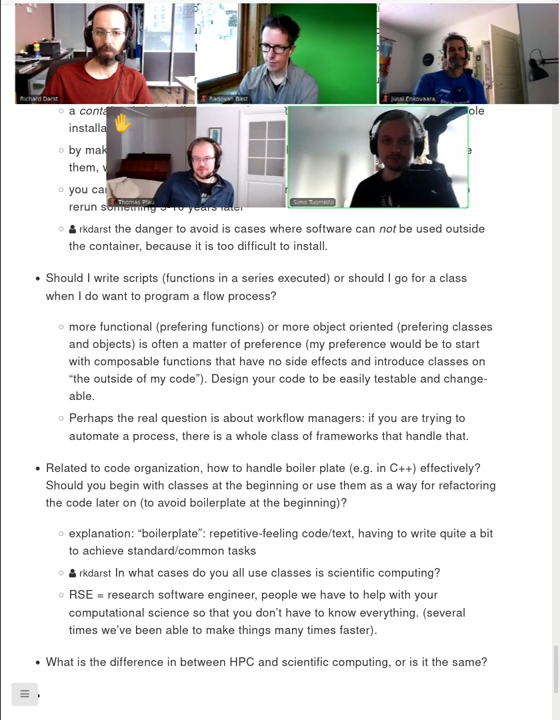 Richard Darst
Radovan Bast
Jussi Enkovaara
Simo Tuomisto
a
installa
by mak
them, v
you can
rerun something 5-10 years later
rkdarst the danger to avoid is cases where software can not be used outside
the container, because it is too difficult to install.
Should I write scripts (functions in a series executed) or should I go for a class
when I do want to program a flow process?
more functional (prefering functions) or more object oriented (prefering classes
and objects) is often a matter of preference (my preference would be to start
with composable functions that have no side effects and introduce classes on
“the outside of my code”). Design your code to be easily testable and change-
able.
Perhaps the real question is about workflow managers: if you are trying to
automate a process, there is a whole class of frameworks that handle that.
Related to code organization, how to handle boiler plate (e.g. in C++) effectively?
Should you begin with classes at the beginning or use them as a way for refactoring
the code later on (to avoid boilerplate at the beginning)?
explanation: “boilerplate”: repetitive-feeling code/text, having to write quite a bit
to achieve standard/common tasks
rkdarst In what cases do you all use classes is scientific computing?
RSE = research software engineer, people we have to help with your
computational science so that you don’t have to know everything. (several
times we’ve been able to make things many times faster).
What is the difference in between HPC and scientific computing, or is it the same?